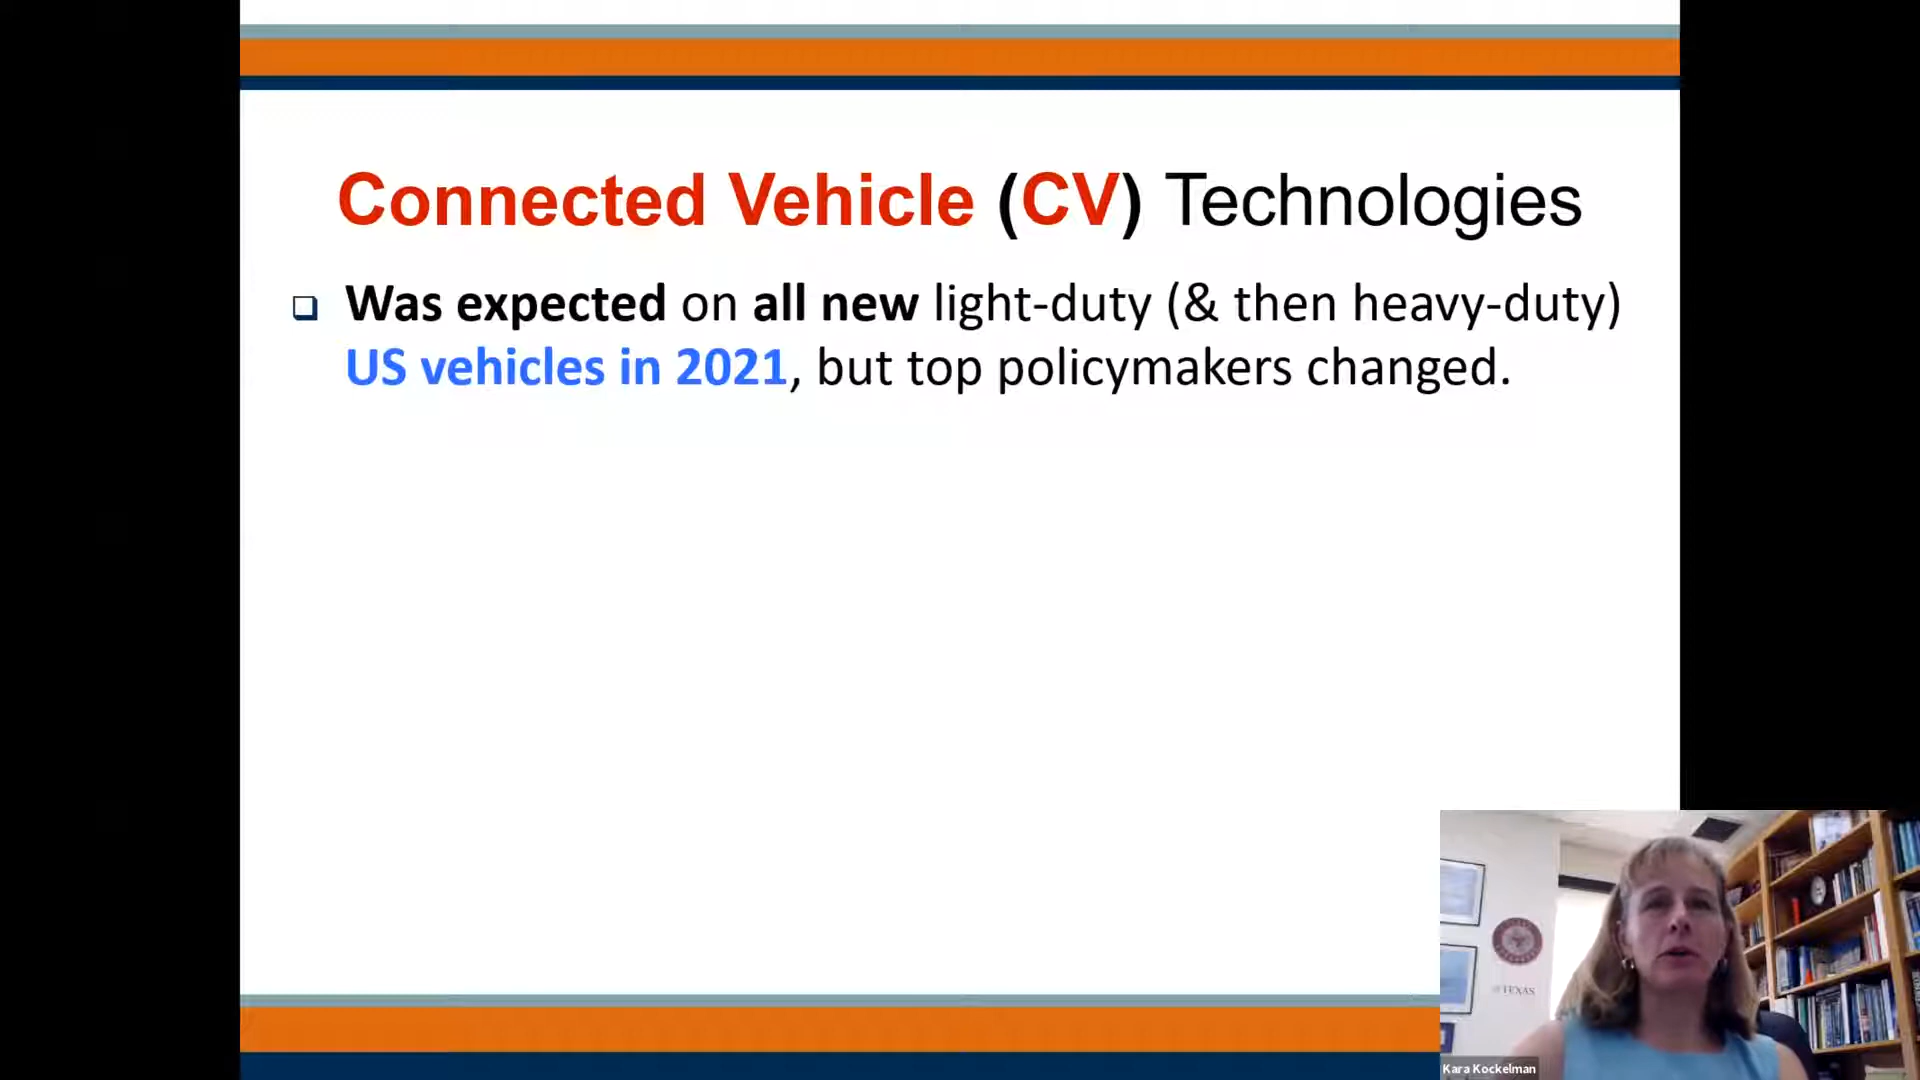 Connected Vehicle (CV) Technologies
Was expected on all new light-duty (& then heavy-duty)
US vehicles in 2021, but top policymakers changed.
TEXAS
Kara Kockelman